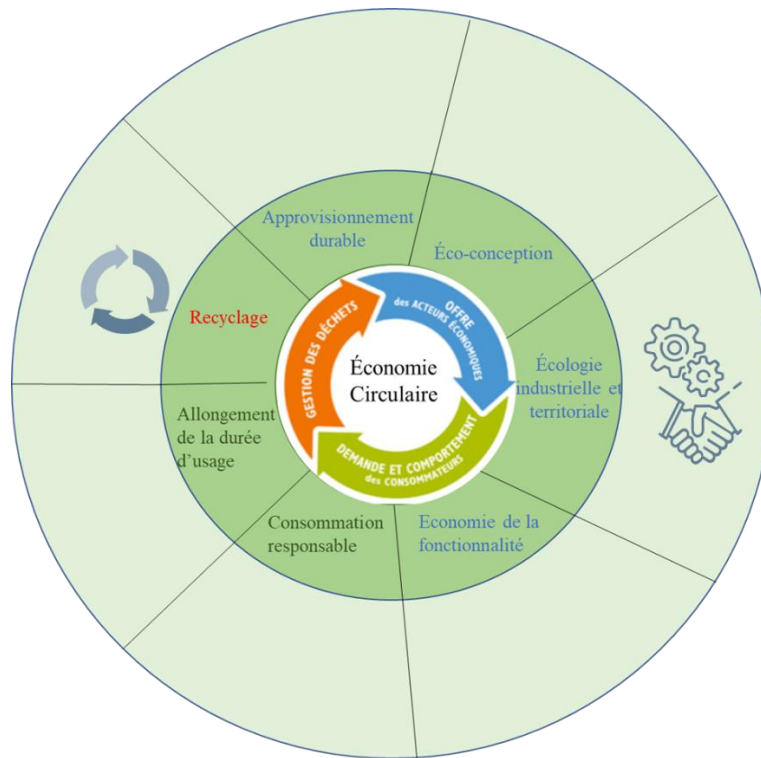 Approvisionnement
durable
Éco-conception
Écologie
industrielle et
territoriale
Economie de la
fonctionnalité
Consommation
responsable
Allongement
de la durée
d’usage
Recyclage
OFFRE
des ACTEURS ÉCONOMIQUES
DEMANDE ET COMPORTEMENT
des CONSOMMATEURS
GESTION DES DÉCHETS
Économie
Circulaire